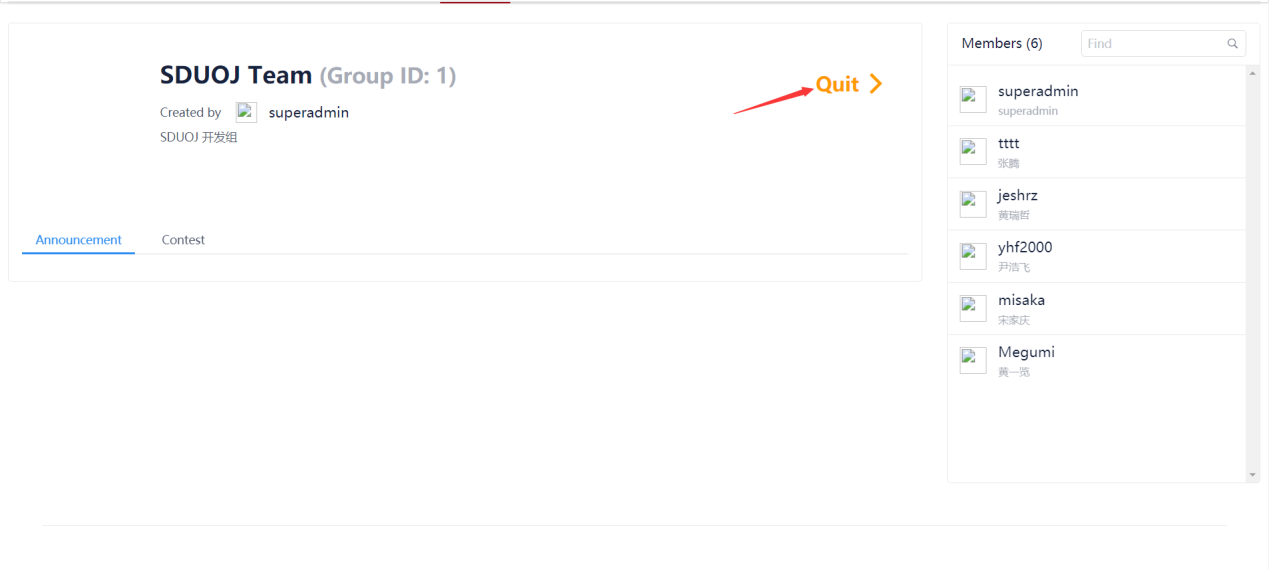 SDUOJ Team (Group ID: 1)
Quit
Created by superadmin
SDUOJ 开发组
Announcement Contest
Members (6) Find
superadmin
superadmin
tttt
张腾
jeshrz
黄瑞哲
yhf2000
尹浩飞
misaka
宋家庆
Megumi
黄一览